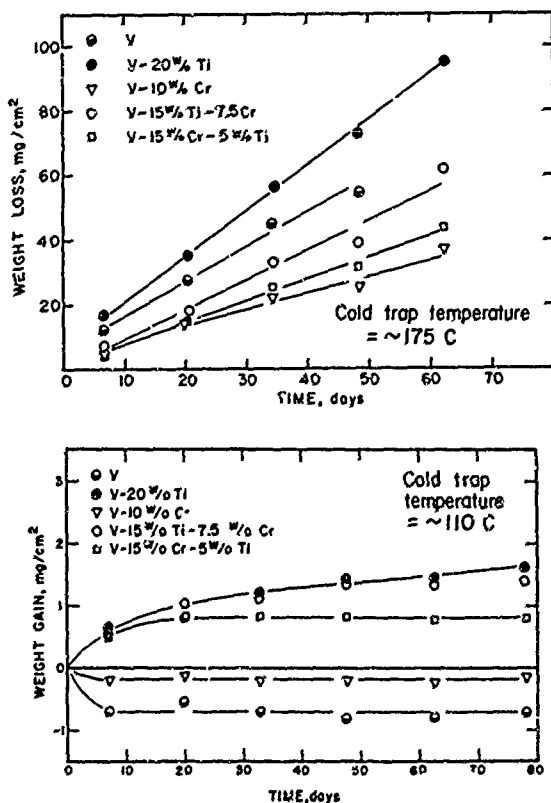 100
80
60
40
20
0
WEIGHT LOSS, mg/cm²
V
V-20 w/o Ti
V-10 w/o Cr
V-15 w/o Ti-7.5 Cr
V-15 w/o Cr-5 w/o Ti
Cold trap temperature
= ~175 C
0 10 20 30 40 50 60 70
TIME, days
3
2
1
0
-1
WEIGHT GAIN, mg/cm²
V
V-20 w/o Ti
V-10 w/o C
V-15 w/o Ti-7.5 w/o Cr
V-15 w/o Cr-5 w/o Ti
Cold trap
temperature
= ~110 C
0 10 20 30 40 50 60 70 80
TIME, days